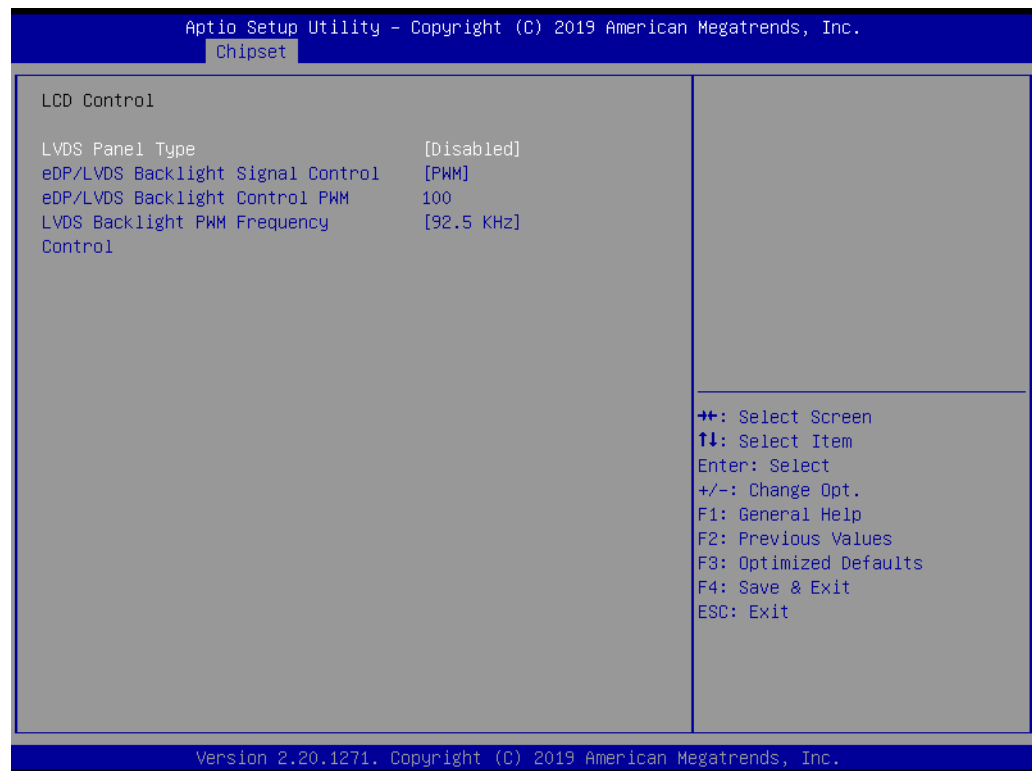 Aptio Setup Utility – Copyright (C) 2019 American Megatrends, Inc.
Chipset
LCD Control
LVDS Panel Type [Disabled]
eDP/LVDS Backlight Signal Control [PWM]
eDP/LVDS Backlight Control PWM 100
LVDS Backlight PWM Frequency [92.5 KHz]
Control
→←: Select Screen
↑↓: Select Item
Enter: Select
+/-: Change Opt.
F1: General Help
F2: Previous Values
F3: Optimized Defaults
F4: Save & Exit
ESC: Exit
Version 2.20.1271. Copyright (C) 2019 American Megatrends, Inc.